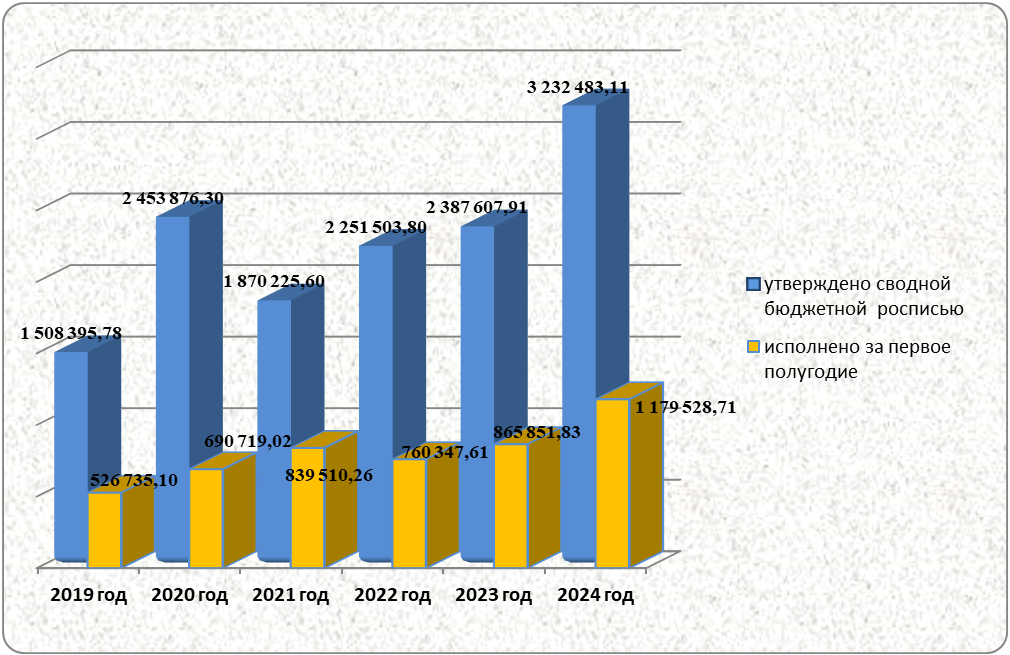 3 232 483,11
2 453 876,30
2 387 607,91
2 251 503,80
1 870 225,60
1 508 395,78
утверждено сводной
бюджетной росписью
исполнено за первое
полугодие
1 179 528,71
865 851,83
690 719,02
760 347,61
839 510,26
526 735,10
2019 год
2020 год
2021 год
2022 год
2023 год
2024 год